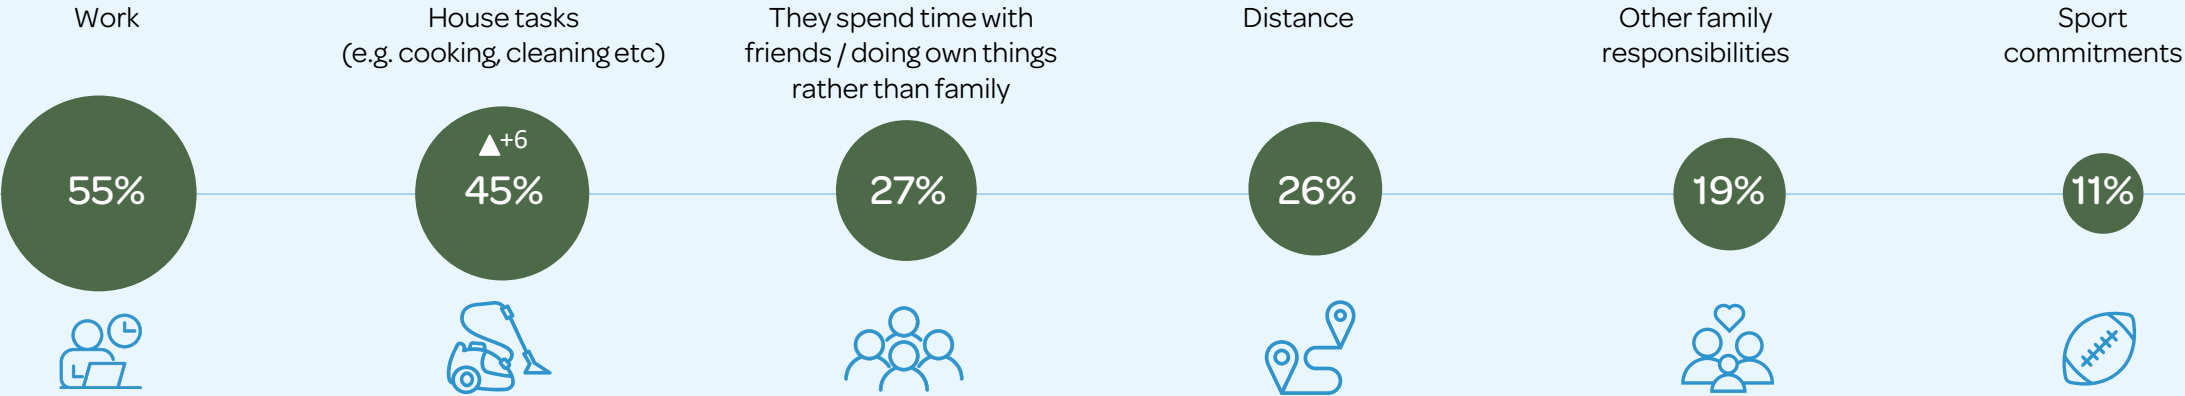 Work
House tasks
(e.g. cooking, cleaning etc)
They spend time with
friends / doing own things
rather than family
Distance
Other family
responsibilities
Sport
commitments
55%
▲+6
45%
27%
26%
19%
11%